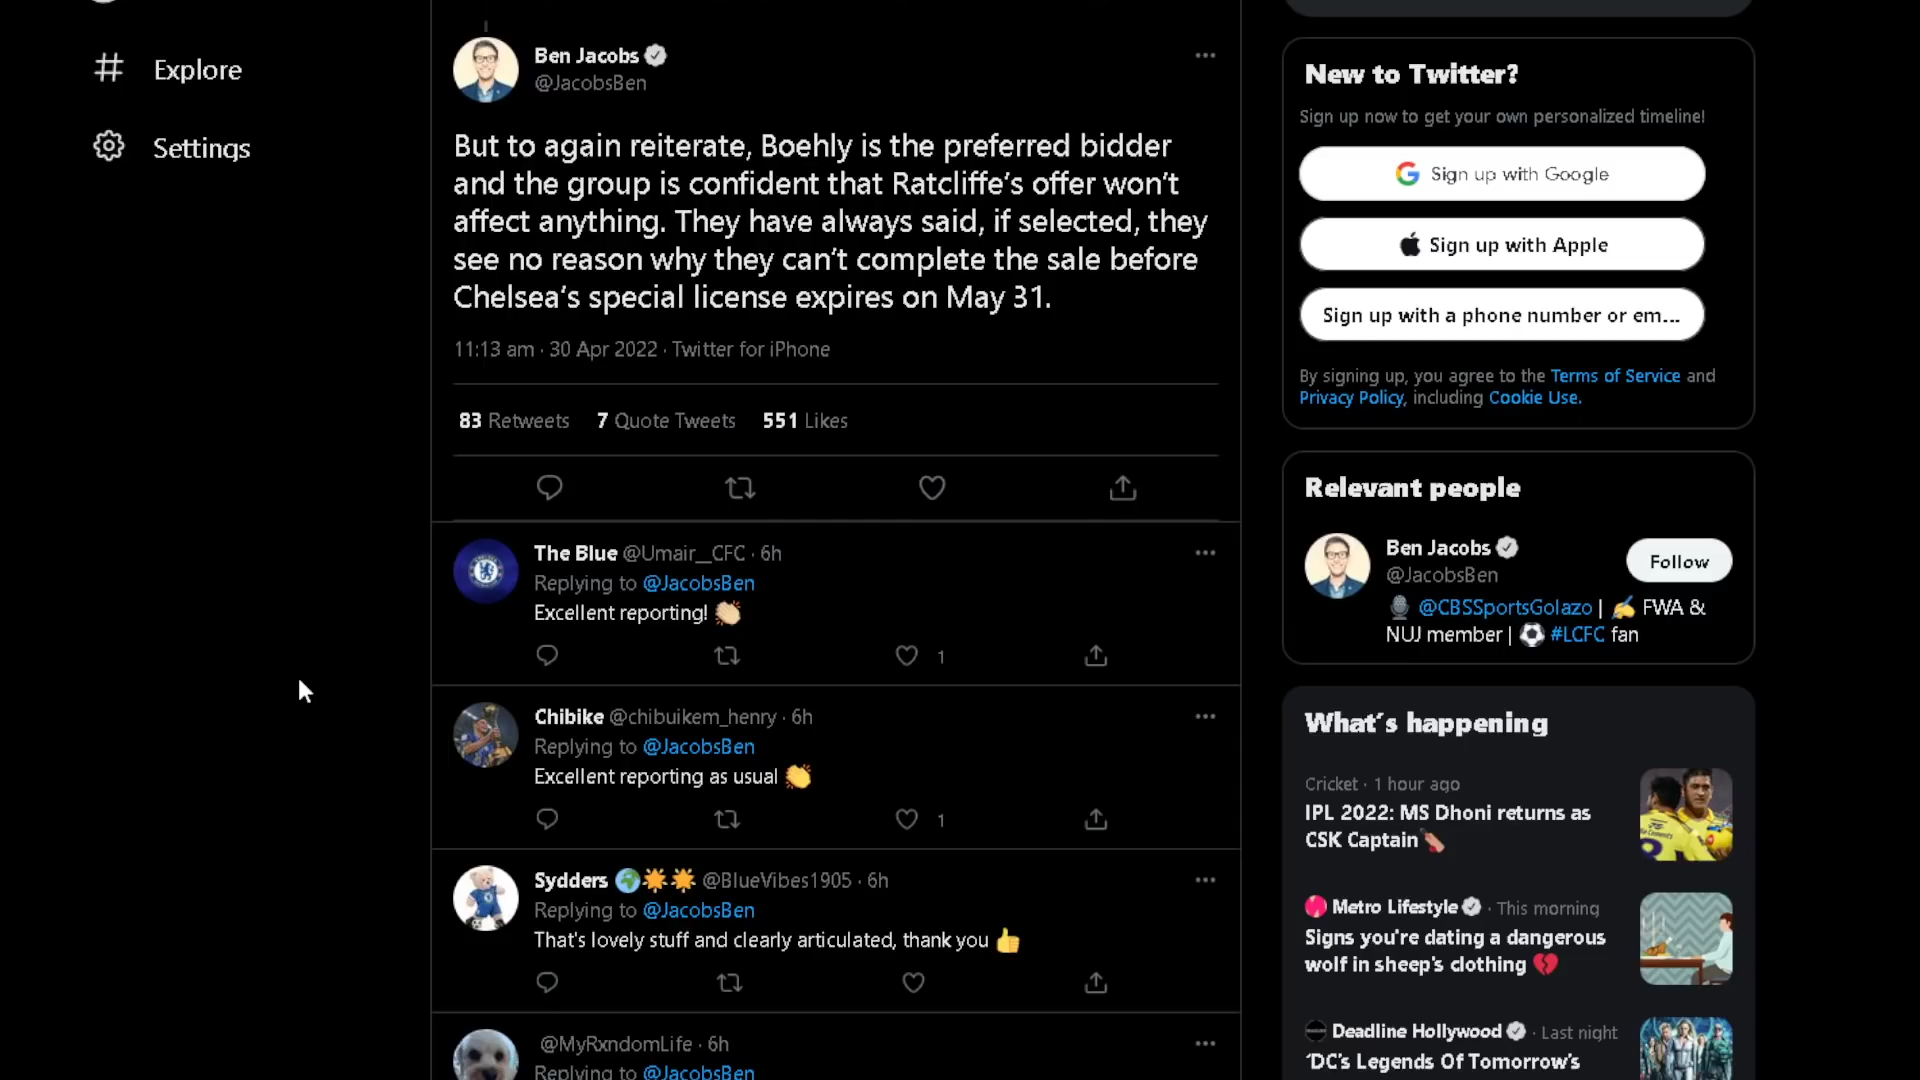 Explore
Settings
Ben Jacobs
@JacobsBen
But to again reiterate, Boehly is the preferred bidder
and the group is confident that Ratcliffe's offer won't
affect anything. They have always said, if selected, they
see no reason why they can't complete the sale before
Chelsea's special license expires on May 31.
11:13 am · 30 Apr 2022 · Twitter for iPhone
83 Retweets 7 Quote Tweets 551 Likes
The Blue @Umair__CFC · 6h
Replying to @JacobsBen
Excellent reporting! 👏🏻
1
Chibike @chibuikem_henry · 6h
Replying to @JacobsBen
Excellent reporting as usual 👏
1
Sydders 🌍☀️☀️ @BlueVibes1905 · 6h
Replying to @JacobsBen
That's lovely stuff and clearly articulated, thank you 👍
@MyRxndomLife · 6h
Replying to @JacobsBen
New to Twitter?
Sign up now to get your own personalized timeline!
Sign up with Google
Sign up with Apple
Sign up with a phone number or em...
By signing up, you agree to the Terms of Service and
Privacy Policy, including Cookie Use.
Relevant people
Ben Jacobs
@JacobsBen
Follow
🎙️ @CBSSportsGolazo | ✍️ FWA &
NUJ member | ⚽ #LCFC fan
What's happening
Cricket · 1 hour ago
IPL 2022: MS Dhoni returns as
CSK Captain
Metro Lifestyle · This morning
Signs you're dating a dangerous
wolf in sheep's clothing 💔
Deadline Hollywood · Last night
'DC's Legends Of Tomorrow's